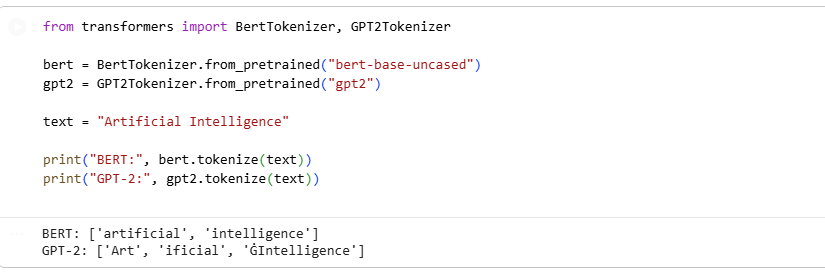 from transformers import BertTokenizer, GPT2Tokenizer
bert = BertTokenizer.from_pretrained("bert-base-uncased")
gpt2 = GPT2Tokenizer.from_pretrained("gpt2")
text = "Artificial Intelligence"
print("BERT:", bert.tokenize(text))
print("GPT-2:", gpt2.tokenize(text))
BERT: ['artificial', 'intelligence']
GPT-2: ['Art', 'ificial', 'ĠIntelligence']